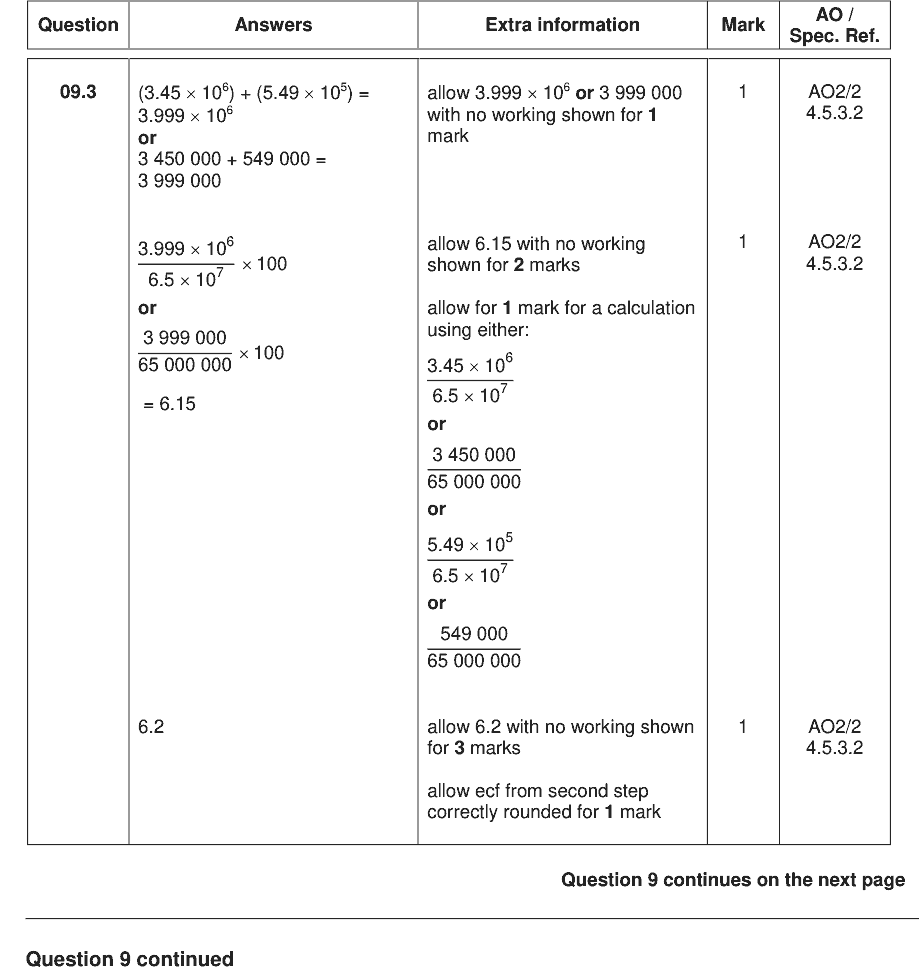 Question Answers Extra information Mark AO /
Spec. Ref.
09.3 (3.45 × 10⁶) + (5.49 × 10⁵) = allow 3.999 × 10⁶ or 3 999 000 1 AO2/2
3.999 × 10⁶ with no working shown for 1 4.5.3.2
or mark
3 450 000 + 549 000 =
3 999 000
3.999 × 10⁶ / 6.5 × 10⁷ × 100 allow 6.15 with no working 1 AO2/2
shown for 2 marks 4.5.3.2
or allow for 1 mark for a calculation
using either:
3 999 000 / 65 000 000 × 100
3.45 × 10⁶ / 6.5 × 10⁷
= 6.15
or
3 450 000 / 65 000 000
or
5.49 × 10⁵ / 6.5 × 10⁷
or
549 000 / 65 000 000
6.2 allow 6.2 with no working shown 1 AO2/2
for 3 marks 4.5.3.2
allow ecf from second step
correctly rounded for 1 mark
Question 9 continues on the next page
Question 9 continued